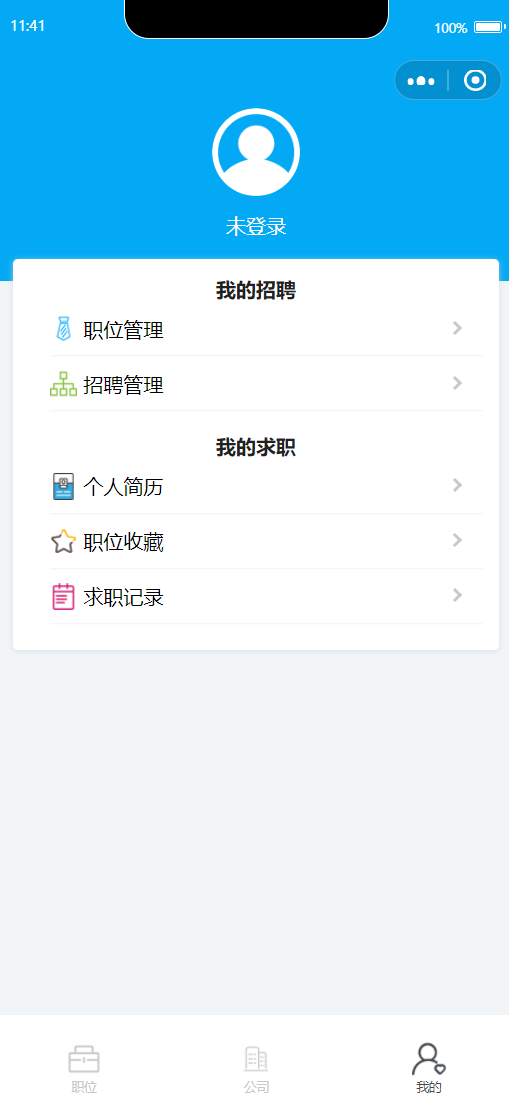 11:41
100%
未登录
我的招聘
职位管理
招聘管理
我的求职
个人简历
职位收藏
求职记录
职位
公司
我的